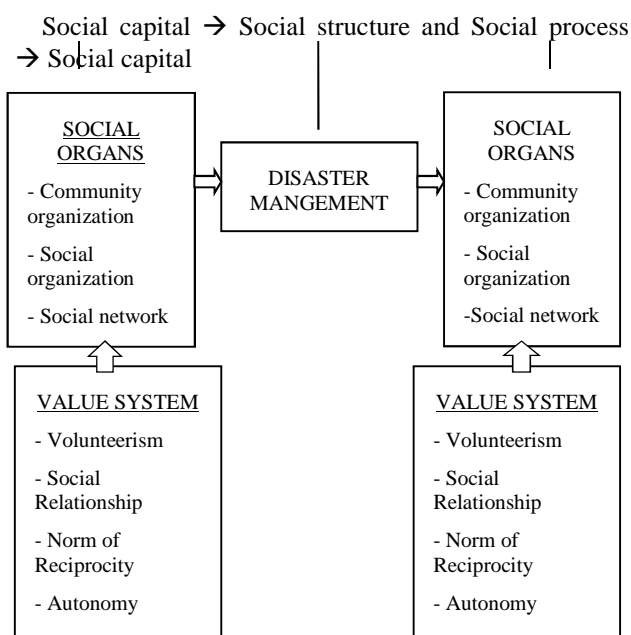 Social capital → Social structure and Social process
→ Social capital
SOCIAL
ORGANS
- Community
organization
- Social
organization
- Social network
DISASTER
MANGEMENT
SOCIAL
ORGANS
- Community
organization
- Social
organization
-Social network
VALUE SYSTEM
- Volunteerism
- Social
Relationship
- Norm of
Reciprocity
- Autonomy
VALUE SYSTEM
- Volunteerism
- Social
Relationship
- Norm of
Reciprocity
- Autonomy